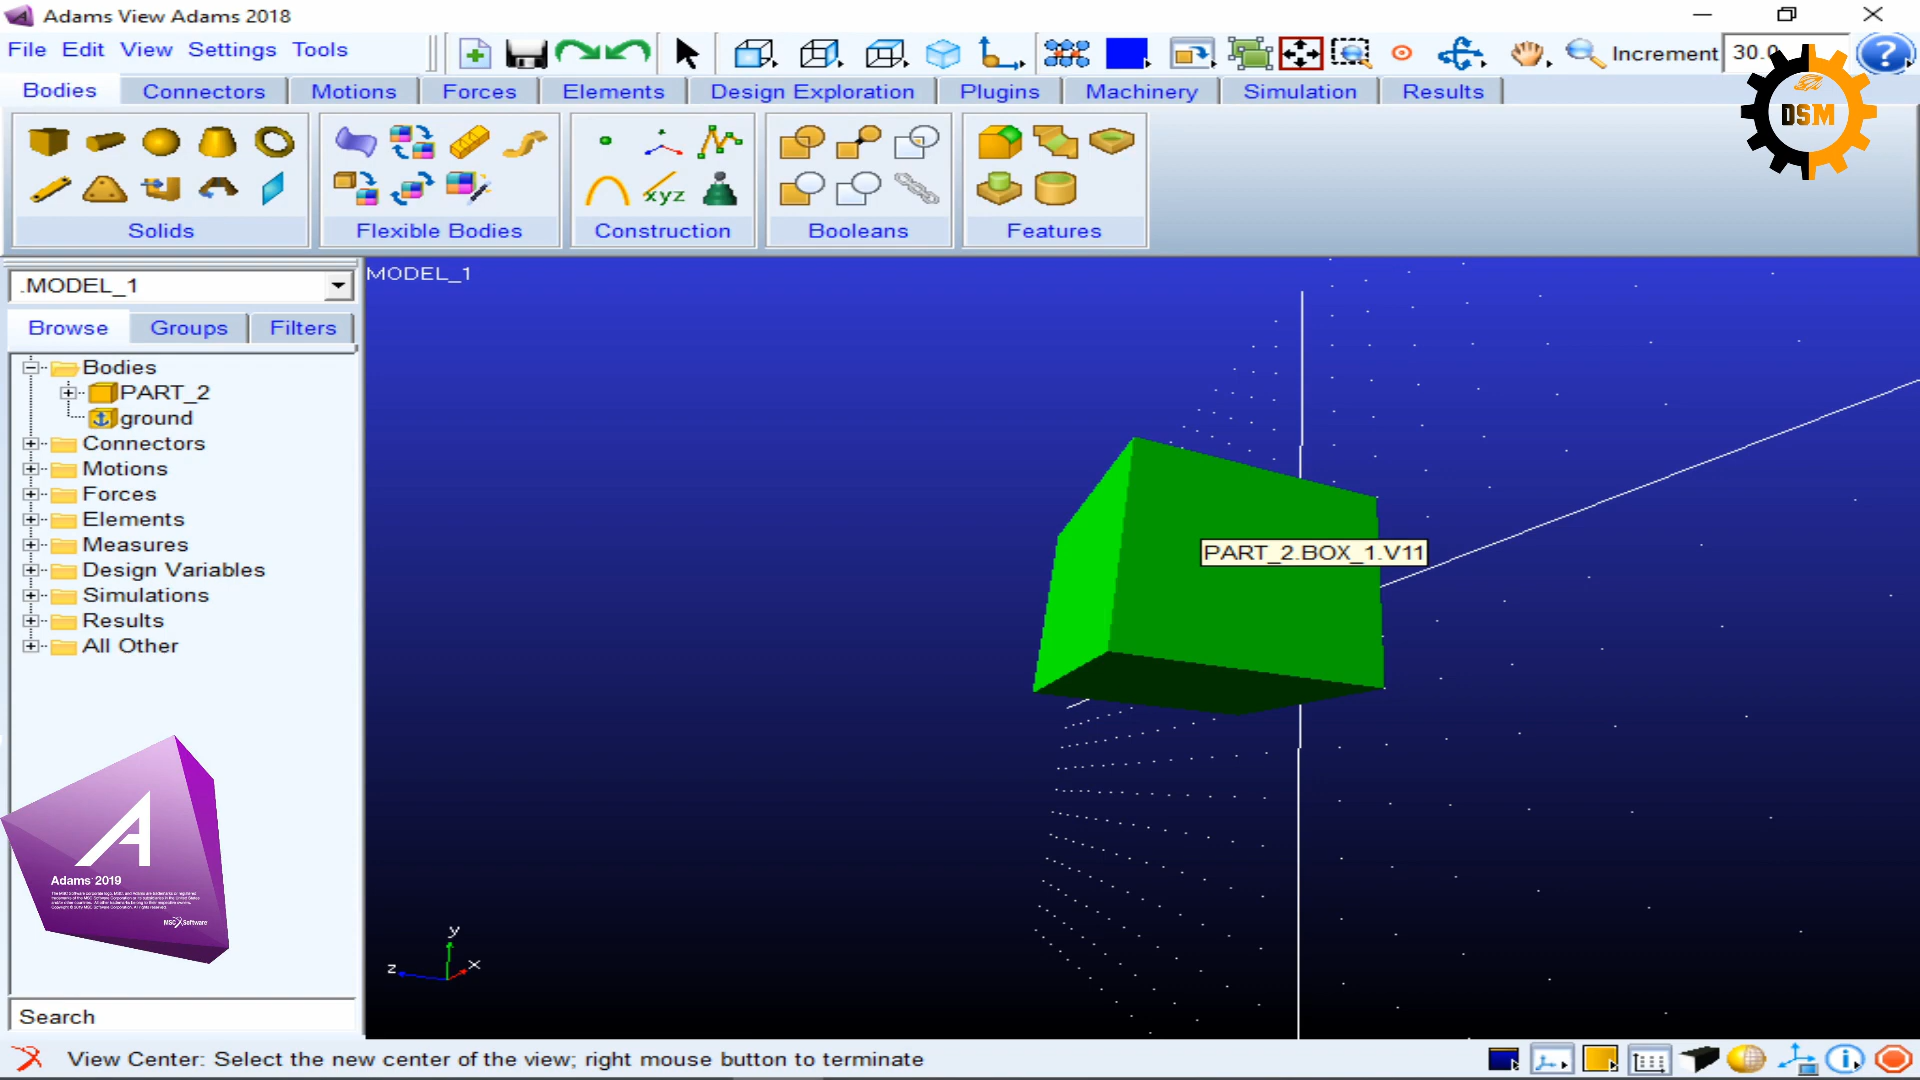 Adams View Adams 2018
File Edit View Settings Tools
Increment 30.0
?
DSM
Bodies Connectors Motions Forces Elements Design Exploration Plugins Machinery Simulation Results
xyz
Solids Flexible Bodies Construction Booleans Features
.MODEL_1
MODEL_1
Browse Groups Filters
Bodies
PART_2
ground
Connectors
Motions
Forces
Elements
Measures
Design Variables
Simulations
Results
All Other
PART_2.BOX_1.V11
A
Adams 2019
MSC Software
y
z
x
Search
View Center: Select the new center of the view; right mouse button to terminate